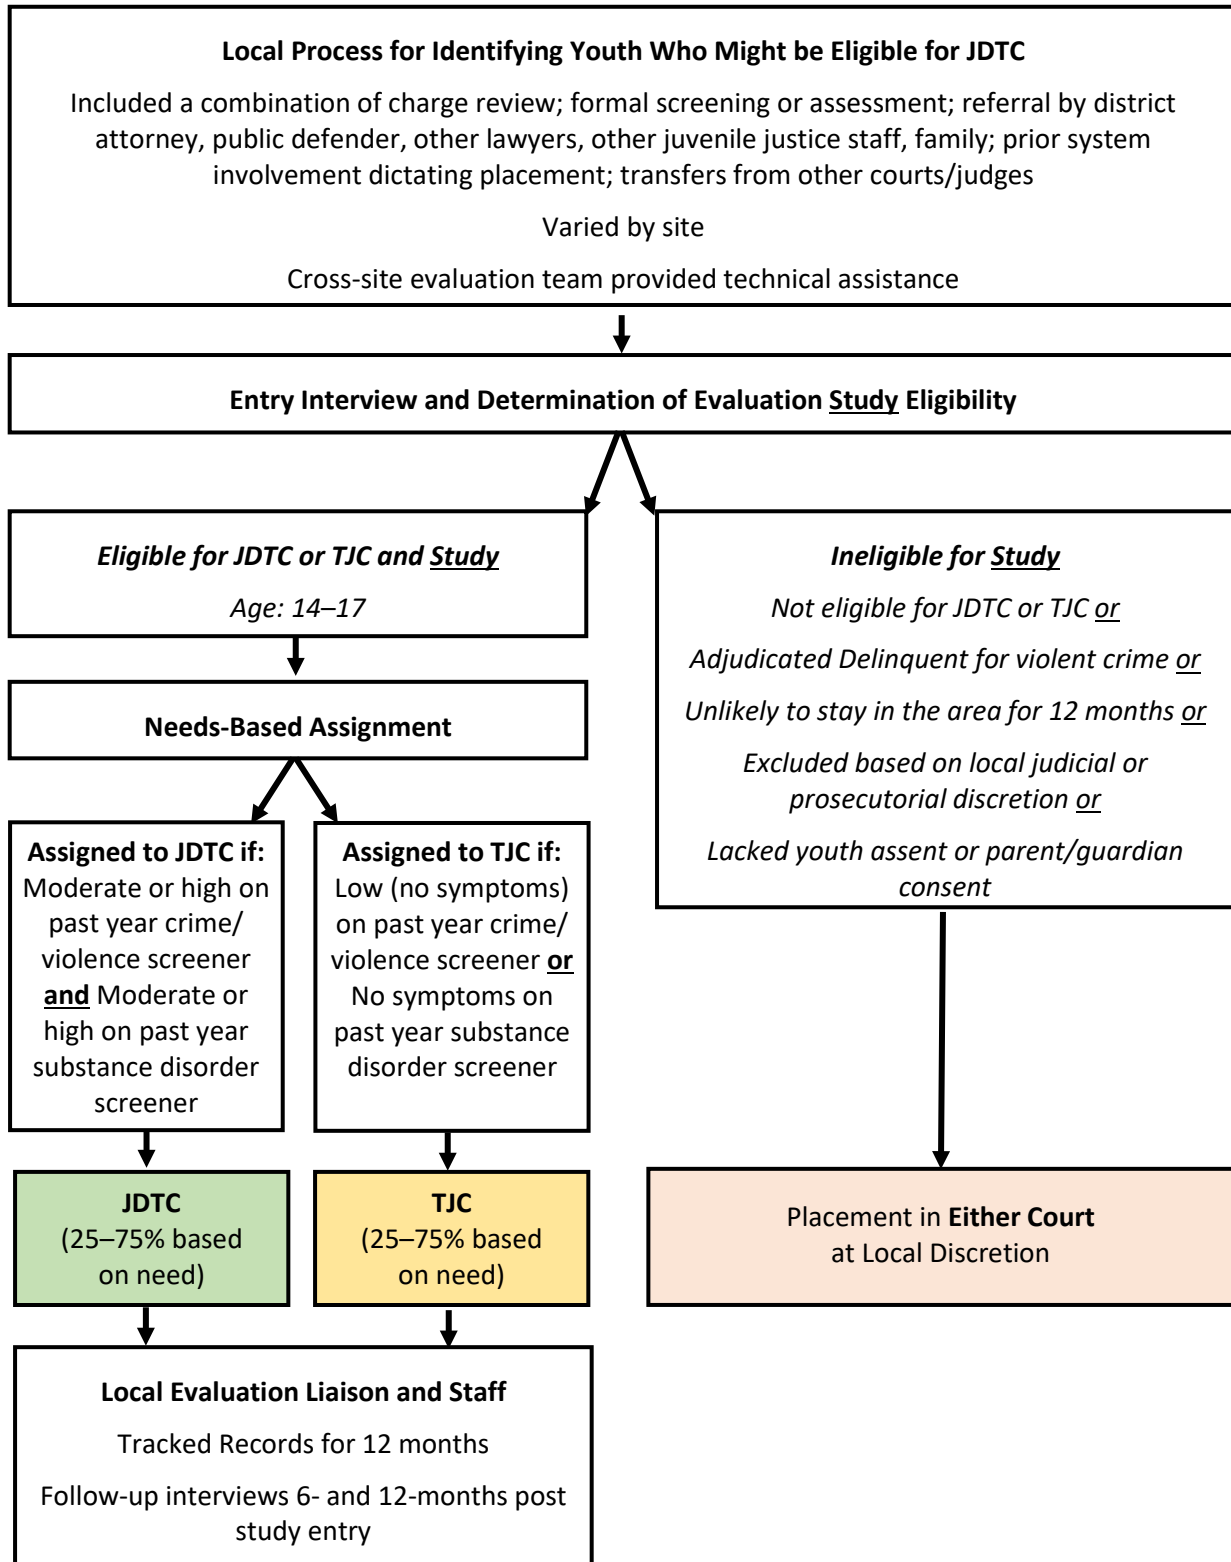 Local Process for Identifying Youth Who Might be Eligible for JDTC
Included a combination of charge review; formal screening or assessment; referral by district
attorney, public defender, other lawyers, other juvenile justice staff, family; prior system
involvement dictating placement; transfers from other courts/judges
Varied by site
Cross-site evaluation team provided technical assistance
Entry Interview and Determination of Evaluation Study Eligibility
Eligible for JDTC or TJC and Study
Age: 14–17
Needs-Based Assignment
Assigned to JDTC if:
Moderate or high on
past year crime/
violence screener
and Moderate or
high on past year
substance disorder
screener
Assigned to TJC if:
Low (no symptoms)
on past year crime/
violence screener or
No symptoms on
past year substance
disorder screener
JDTC
(25–75% based
on need)
TJC
(25–75% based
on need)
Local Evaluation Liaison and Staff
Tracked Records for 12 months
Follow-up interviews 6- and 12-months post
study entry
Ineligible for Study
Not eligible for JDTC or TJC or
Adjudicated Delinquent for violent crime or
Unlikely to stay in the area for 12 months or
Excluded based on local judicial or
prosecutorial discretion or
Lacked youth assent or parent/guardian
consent
Placement in Either Court
at Local Discretion